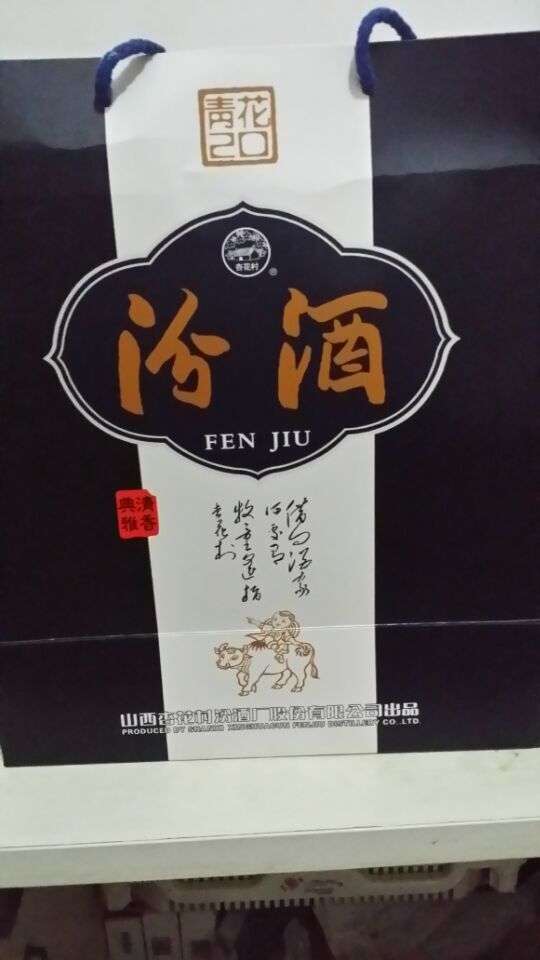 青花20
杏花村
®
汾酒
FEN JIU
清香
典雅
借问酒家
何处有
牧童遥指
杏花村
山西杏花村汾酒厂股份有限公司出品
PRODUCED BY SHANXI XINGHUACUN FENJIU DISTILLERY CO.,LTD.